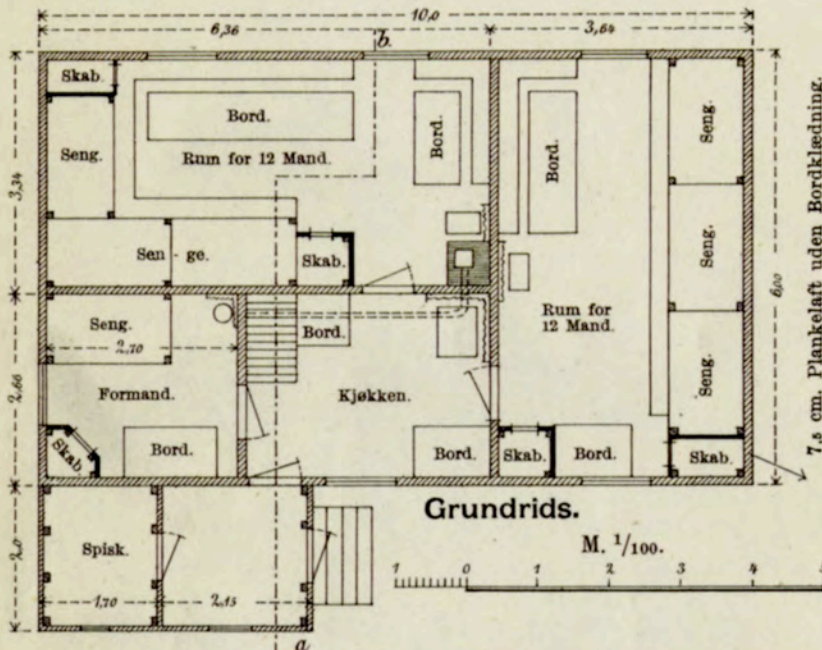 10,0
6,36
3,64
b.
Skab.
Bord.
Bord.
Rum for 12 Mand.
Seng.
Sen - ge.
Skab.
3,34
Bord.
Seng.
Seng.
Seng.
Rum for
12 Mand.
6,00
7,5 cm. Plankelaft uden Bordklædning.
Seng.
2,70
Formand.
Skab.
Bord.
Bord.
Kjøkken.
Bord.
Skab.
Bord.
Skab.
2,66
Spisk.
1,70
2,15
2,0
a
Grundrids.
M. 1/100.
1 0 1 2 3 4 5